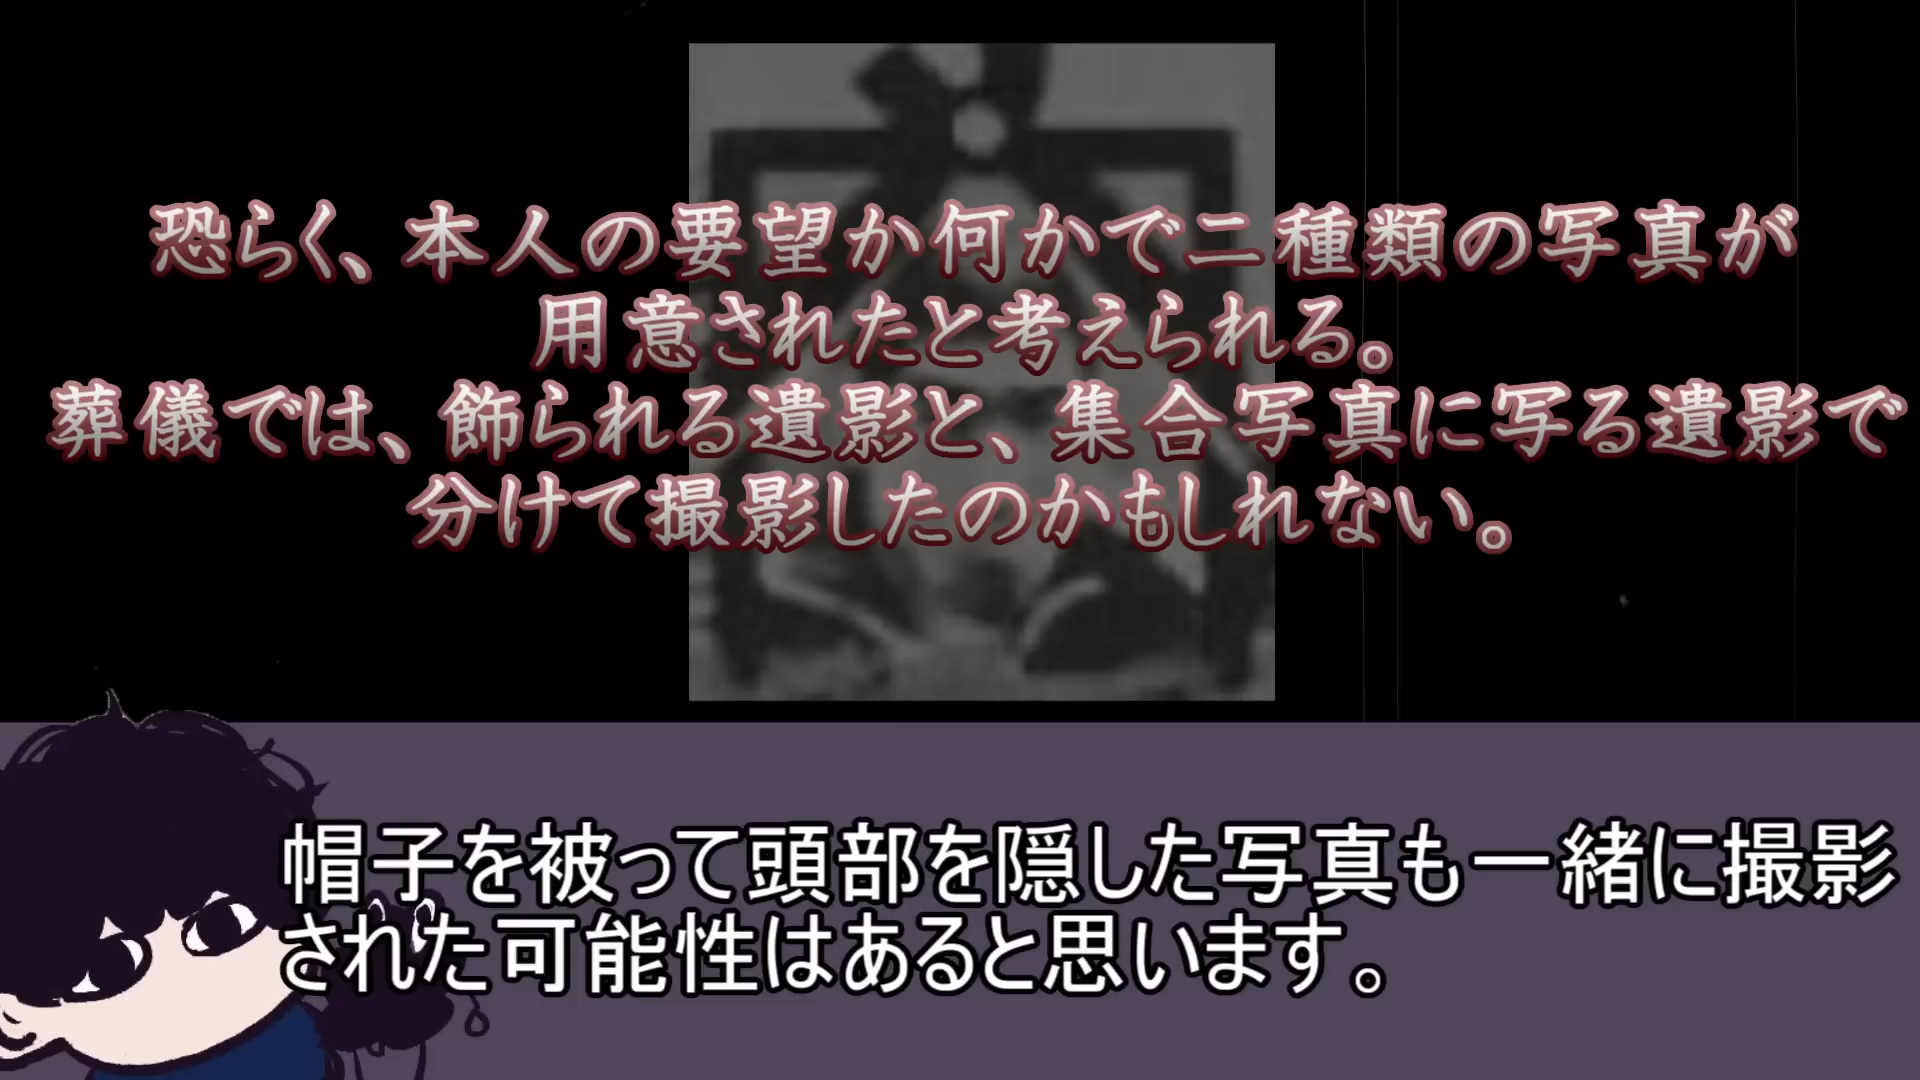 恐らく、本人の要望か何かで二種類の写真が
用意されたと考えられる。
葬儀では、飾られる遺影と、集合写真に写る遺影で
分けて撮影したのかもしれない。
帽子を被って頭部を隠した写真も一緒に撮影
された可能性はあると思います。